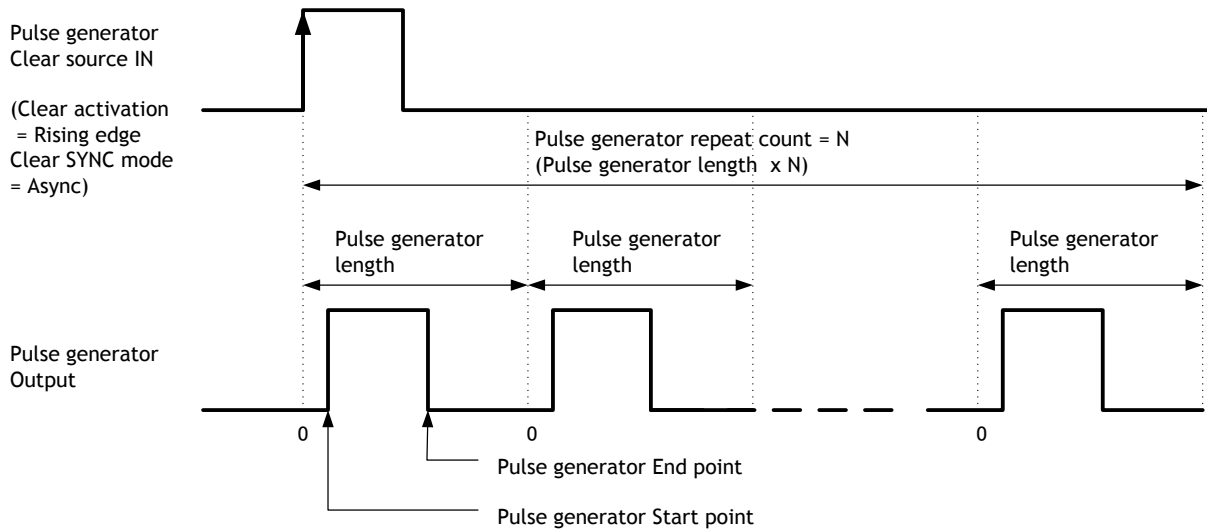 Pulse generator
Clear source IN
(Clear activation
= Rising edge
Clear SYNC mode
= Async)
Pulse generator repeat count = N
(Pulse generator length x N)
Pulse generator
length
Pulse generator
length
Pulse generator
length
Pulse generator
Output
0
0
0
Pulse generator End point
Pulse generator Start point